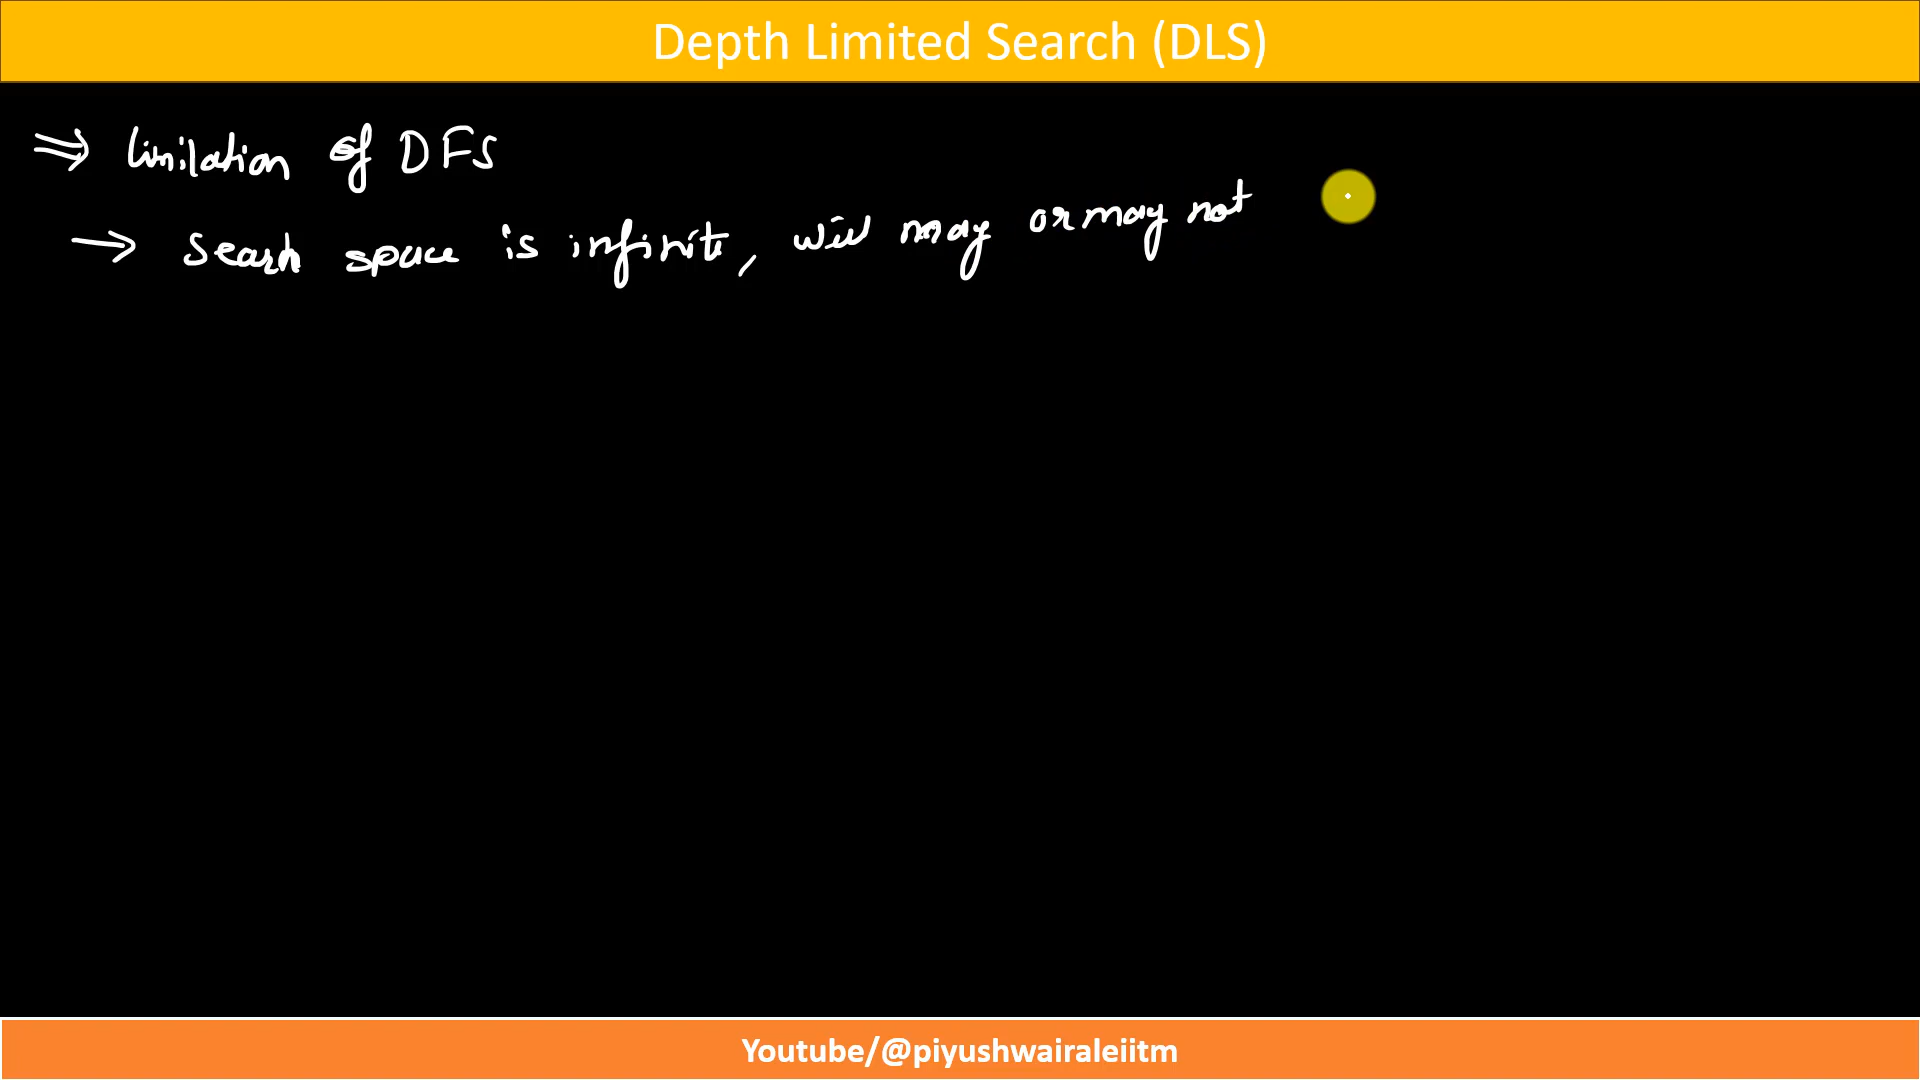 Depth Limited Search (DLS)
⇒ limitation of DFS
→ Search space is infinite, will may or may not
Youtube/@piyushwairaleiitm